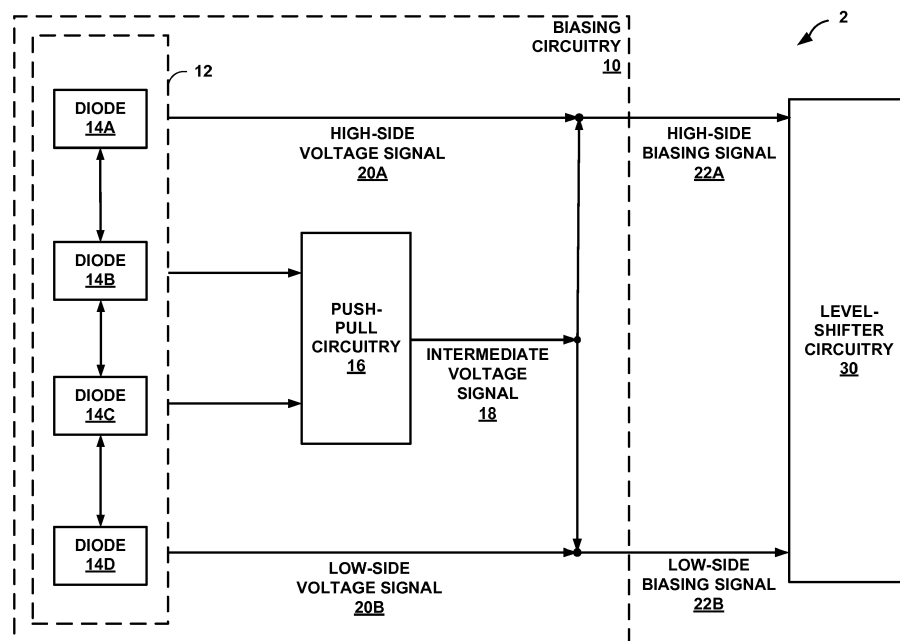 BIASING
CIRCUITRY
10
2
12
DIODE
14A
HIGH-SIDE
VOLTAGE SIGNAL
20A
HIGH-SIDE
BIASING SIGNAL
22A
DIODE
14B
PUSH-
PULL
CIRCUITRY
16
INTERMEDIATE
VOLTAGE
SIGNAL
18
LEVEL-
SHIFTER
CIRCUITRY
30
DIODE
14C
DIODE
14D
LOW-SIDE
VOLTAGE SIGNAL
20B
LOW-SIDE
BIASING SIGNAL
22B